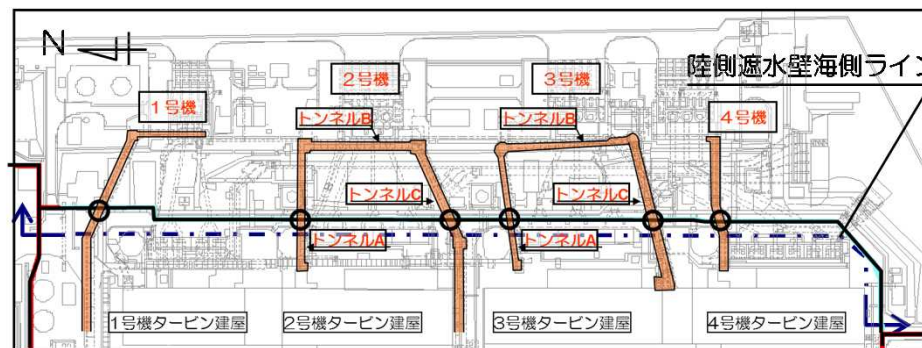 N
陸側遮水壁海側ライン
2号機
3号機
1号機
4号機
トンネルB
トンネルB
トンネルC
トンネルC
トンネルA
トンネルA
1号機タービン建屋
2号機タービン建屋
3号機タービン建屋
4号機タービン建屋